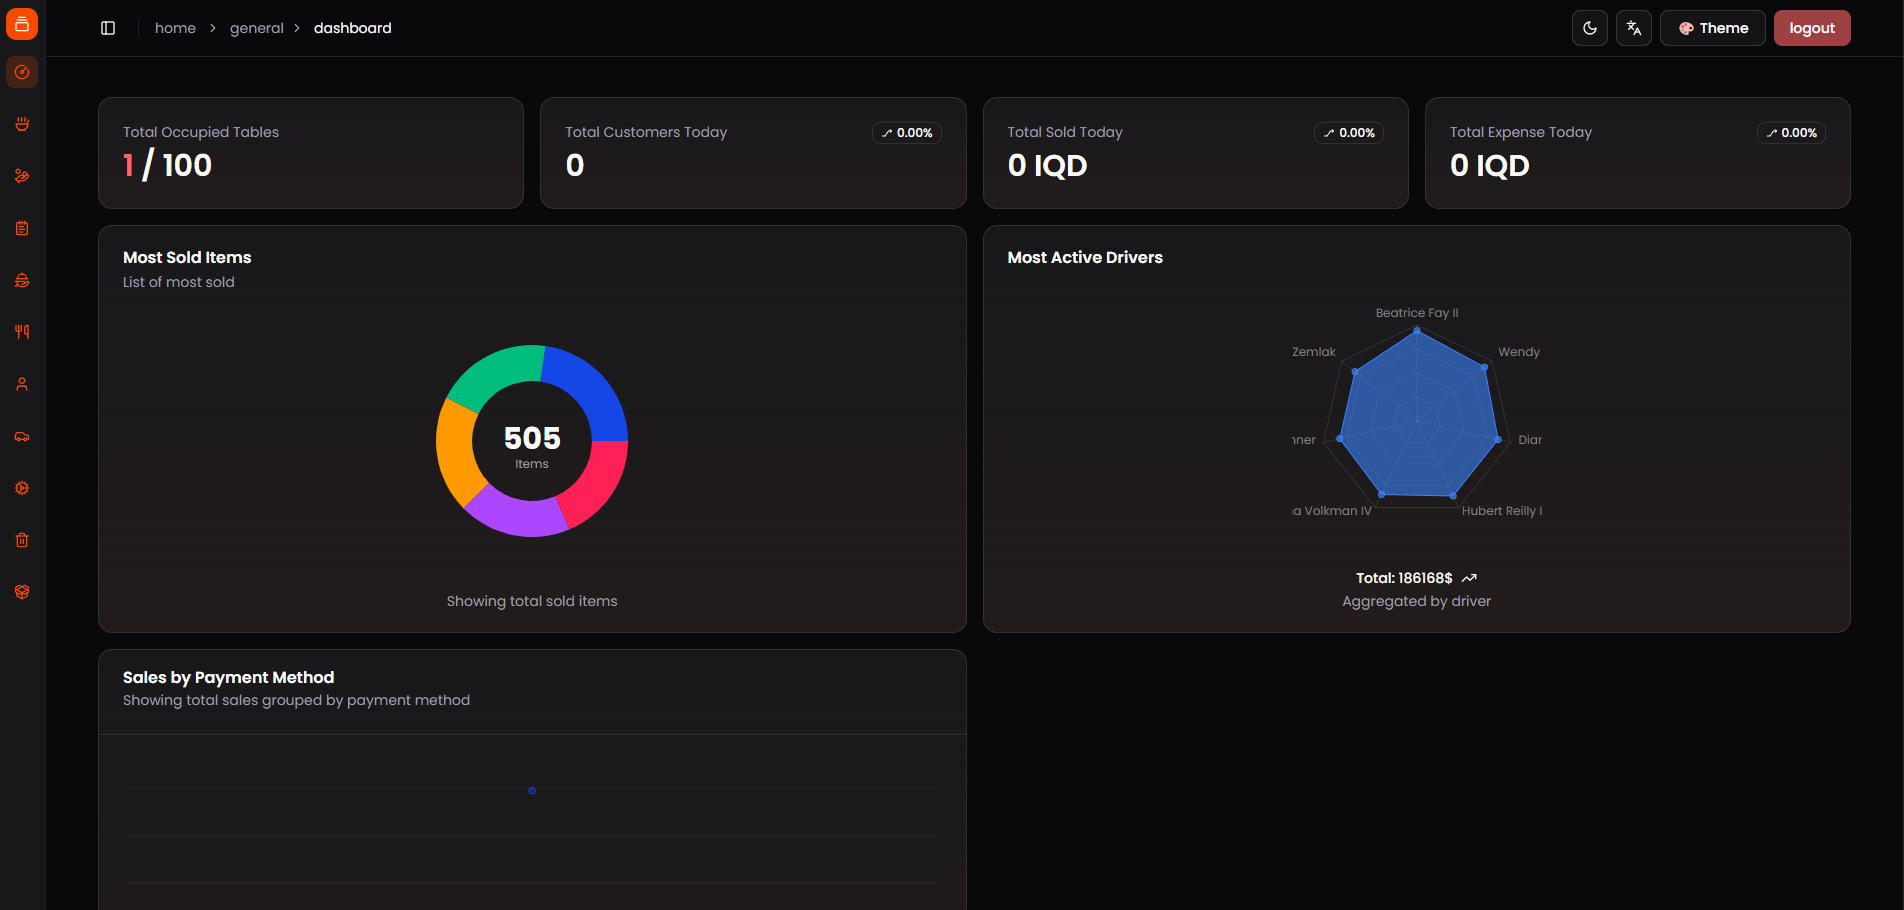 home > general > dashboard
Theme
logout
Total Occupied Tables
1 / 100
Total Customers Today
0.00%
0
Total Sold Today
0.00%
0 IQD
Total Expense Today
0.00%
0 IQD
Most Sold Items
List of most sold
505
Items
Showing total sold items
Most Active Drivers
Beatrice Fay II
Zemlak
Wendy
nner
Diar
a Volkman IV
Hubert Reilly I
Total: 186168$
Aggregated by driver
Sales by Payment Method
Showing total sales grouped by payment method